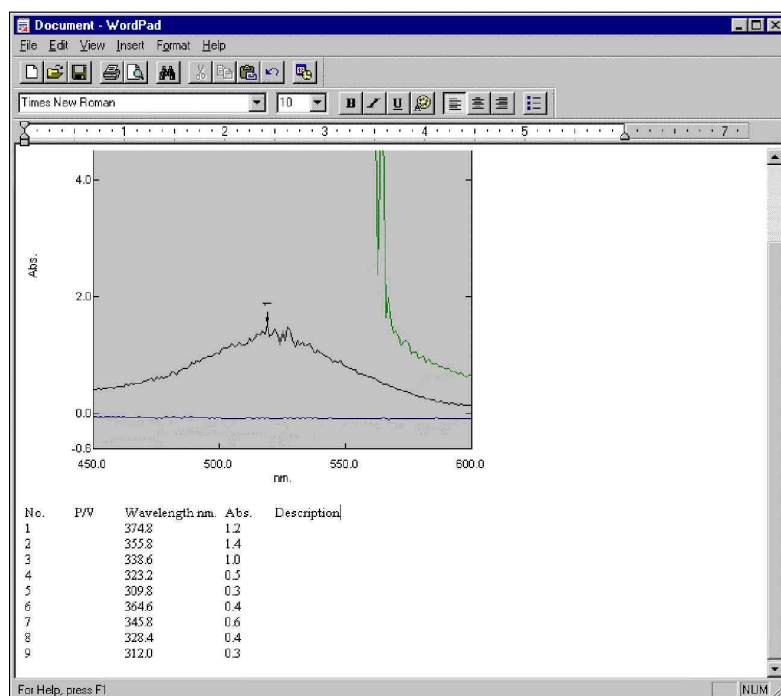 Document - WordPad
File Edit View Insert Format Help
Times New Roman 10 B I U
1 2 3 4 5 7
4.0
Abs.
2.0
1
0.0
-0.6
450.0 500.0 550.0 600.0
nm.
No. P/V Wavelength nm. Abs. Description
1 374.8 1.2
2 355.8 1.4
3 338.6 1.0
4 323.2 0.5
5 309.8 0.3
6 364.6 0.4
7 345.8 0.6
8 328.4 0.4
9 312.0 0.3
For Help, press F1 NUM